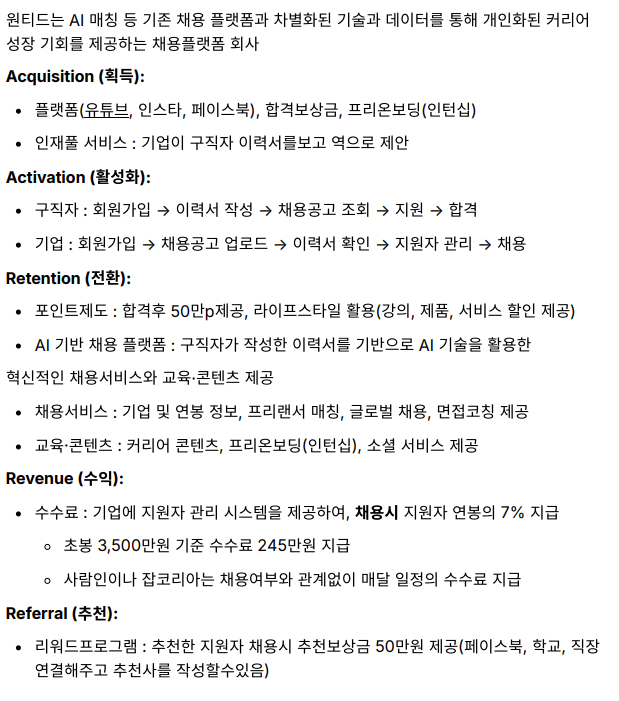 원티드는 AI 매칭 등 기존 채용 플랫폼과 차별화된 기술과 데이터를 통해 개인화된 커리어
성장 기회를 제공하는 채용플랫폼 회사
Acquisition (획득):
• 플랫폼(유튜브, 인스타, 페이스북), 합격보상금, 프리온보딩(인턴십)
• 인재풀 서비스 : 기업이 구직자 이력서를보고 역으로 제안
Activation (활성화):
• 구직자 : 회원가입 → 이력서 작성 → 채용공고 조회 → 지원 → 합격
• 기업 : 회원가입 → 채용공고 업로드 → 이력서 확인 → 지원자 관리 → 채용
Retention (전환):
• 포인트제도 : 합격후 50만p제공, 라이프스타일 활용(강의, 제품, 서비스 할인 제공)
• AI 기반 채용 플랫폼 : 구직자가 작성한 이력서를 기반으로 AI 기술을 활용한
혁신적인 채용서비스와 교육·콘텐츠 제공
• 채용서비스 : 기업 및 연봉 정보, 프리랜서 매칭, 글로벌 채용, 면접코칭 제공
• 교육·콘텐츠 : 커리어 콘텐츠, 프리온보딩(인턴십), 소셜 서비스 제공
Revenue (수익):
• 수수료 : 기업에 지원자 관리 시스템을 제공하여, 채용시 지원자 연봉의 7% 지급
◦ 초봉 3,500만원 기준 수수료 245만원 지급
◦ 사람인이나 잡코리아는 채용여부와 관계없이 매달 일정의 수수료 지급
Referral (추천):
• 리워드프로그램 : 추천한 지원자 채용시 추천보상금 50만원 제공(페이스북, 학교, 직장
연결해주고 추천사를 작성할수있음)